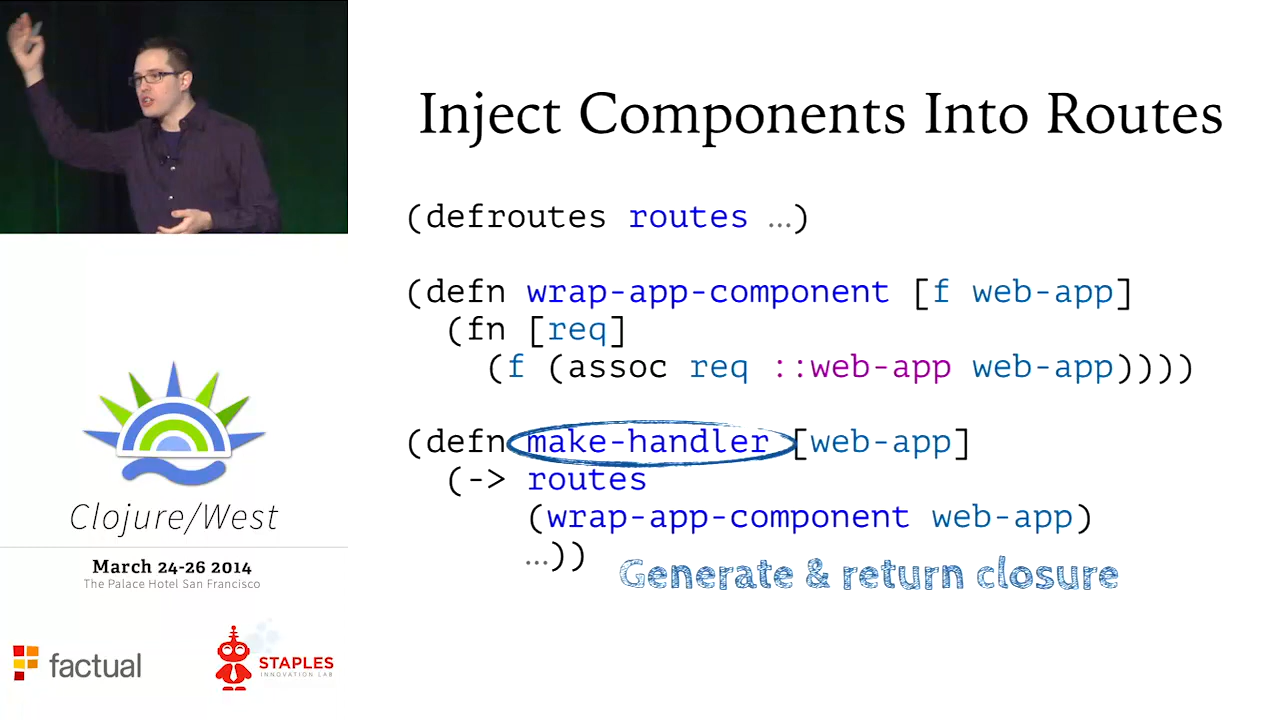 Inject Components Into Routes
(defroutes routes …)
(defn wrap-app-component [f web-app]
(fn [req]
(f (assoc req ::web-app web-app))))
(defn make-handler [web-app]
(-> routes
(wrap-app-component web-app)
…))
Generate & return closure
Clojure/West
March 24-26 2014
The Palace Hotel San Francisco
factual
STAPLES
INNOVATION LAB